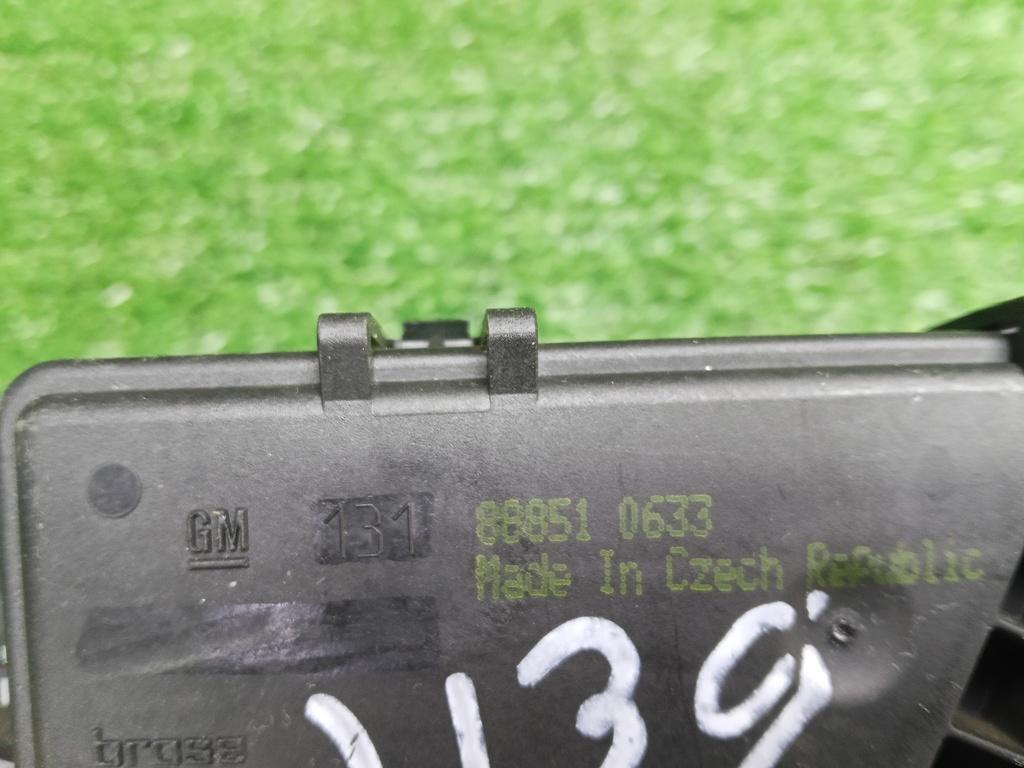 GM 131 88851 0633
Made In Czech Republic
139
brose